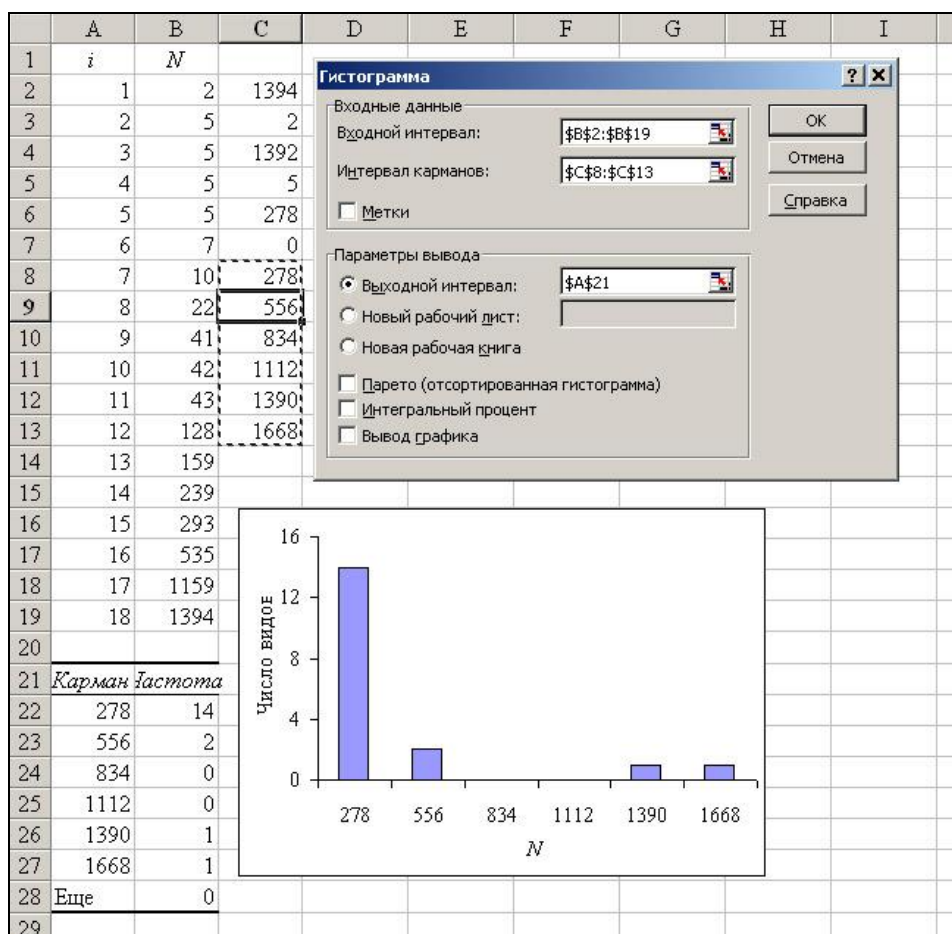 A B C D E F G H I
1 i N
2 1 2 1394
3 2 5 2
4 3 5 1392
5 4 5 5
6 5 5 278
7 6 7 0
8 7 10 278
9 8 22 556
10 9 41 834
11 10 42 1112
12 11 43 1390
13 12 128 1668
14 13 159
15 14 239
16 15 293
17 16 535
18 17 1159
19 18 1394
20
21 Карман Частота
22 278 14
23 556 2
24 834 0
25 1112 0
26 1390 1
27 1668 1
28 Еще 0
29
Гистограмма
Входные данные
Входной интервал: $B$2:$B$19
Интервал карманов: $C$8:$C$13
Метки
OK
Отмена
Справка
Параметры вывода
Выходной интервал: $A$21
Новый рабочий лист:
Новая рабочая книга
Парето (отсортированная гистограмма)
Интегральный процент
Вывод графика
Число видов
16
12
8
4
0
278 556 834 1112 1390 1668
N